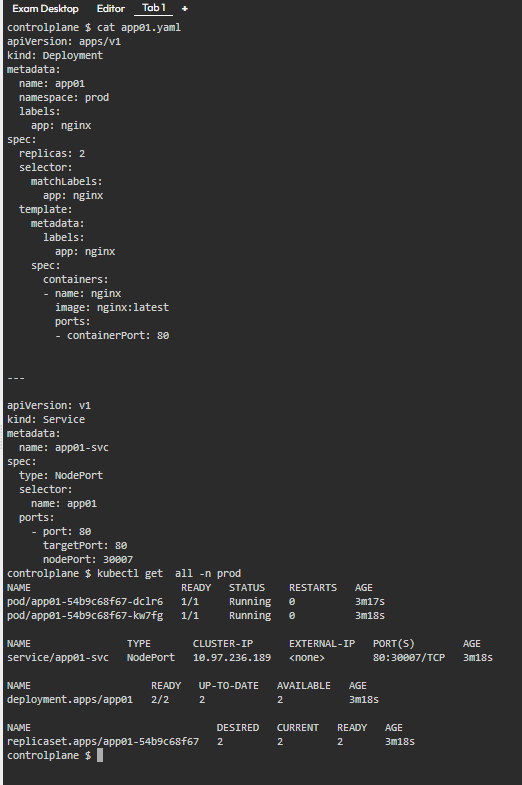 Exam Desktop Editor Tab 1 +
controlplane $ cat app01.yaml
apiVersion: apps/v1
kind: Deployment
metadata:
  name: app01
  namespace: prod
  labels:
    app: nginx
spec:
  replicas: 2
  selector:
    matchLabels:
      app: nginx
  template:
    metadata:
      labels:
        app: nginx
    spec:
      containers:
      - name: nginx
        image: nginx:latest
        ports:
        - containerPort: 80
---
apiVersion: v1
kind: Service
metadata:
  name: app01-svc
spec:
  type: NodePort
  selector:
    name: app01
  ports:
    - port: 80
      targetPort: 80
      nodePort: 30007
controlplane $ kubectl get  all -n prod
NAME                         READY   STATUS    RESTARTS   AGE
pod/app01-54b9c68f67-dclr6   1/1     Running   0          3m17s
pod/app01-54b9c68f67-kw7fg   1/1     Running   0          3m18s
NAME                TYPE       CLUSTER-IP      EXTERNAL-IP   PORT(S)        AGE
service/app01-svc   NodePort   10.97.236.189   <none>        80:30007/TCP   3m18s
NAME                    READY   UP-TO-DATE   AVAILABLE   AGE
deployment.apps/app01   2/2     2            2           3m18s
NAME                               DESIRED   CURRENT   READY   AGE
replicaset.apps/app01-54b9c68f67   2         2         2       3m18s
controlplane $